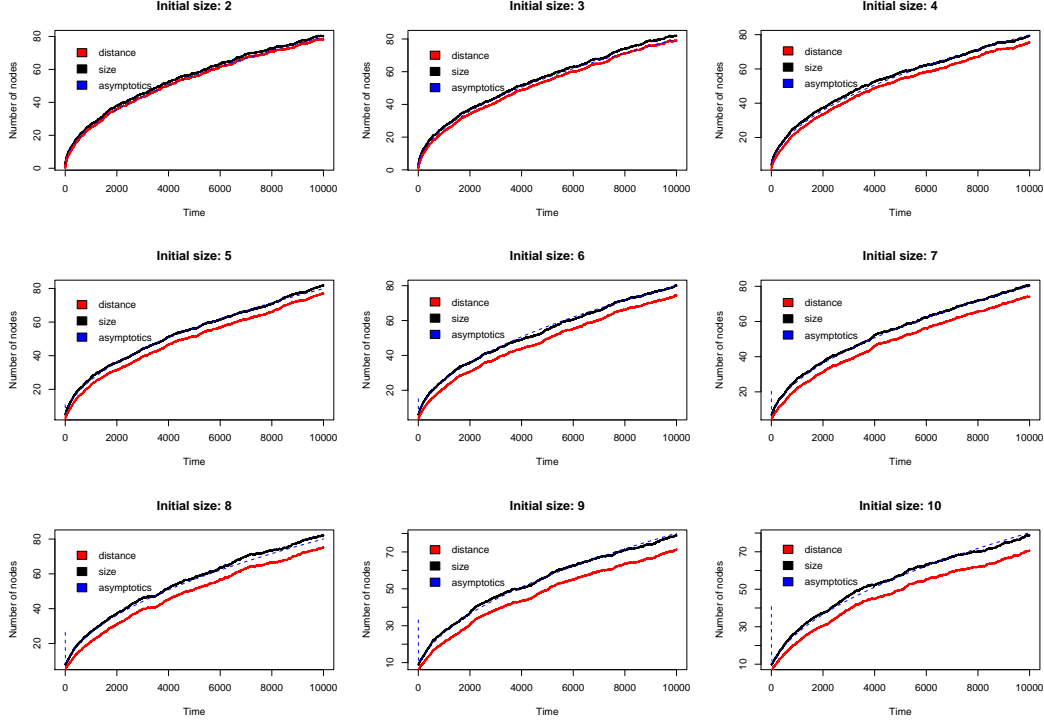 Initial size: 2
Number of nodes
0 20 40 60 80
distance
size
asymptotics
0 2000 4000 6000 8000 10000
Time
Initial size: 3
Number of nodes
0 20 40 60 80
distance
size
asymptotics
0 2000 4000 6000 8000 10000
Time
Initial size: 4
Number of nodes
0 20 40 60 80
distance
size
asymptotics
0 2000 4000 6000 8000 10000
Time
Initial size: 5
Number of nodes
20 40 60 80
distance
size
asymptotics
0 2000 4000 6000 8000 10000
Time
Initial size: 6
Number of nodes
20 40 60 80
distance
size
asymptotics
0 2000 4000 6000 8000 10000
Time
Initial size: 7
Number of nodes
20 40 60 80
distance
size
asymptotics
0 2000 4000 6000 8000 10000
Time
Initial size: 8
Number of nodes
20 40 60 80
distance
size
asymptotics
0 2000 4000 6000 8000 10000
Time
Initial size: 9
Number of nodes
10 30 50 70
distance
size
asymptotics
0 2000 4000 6000 8000 10000
Time
Initial size: 10
Number of nodes
10 30 50 70
distance
size
asymptotics
0 2000 4000 6000 8000 10000
Time